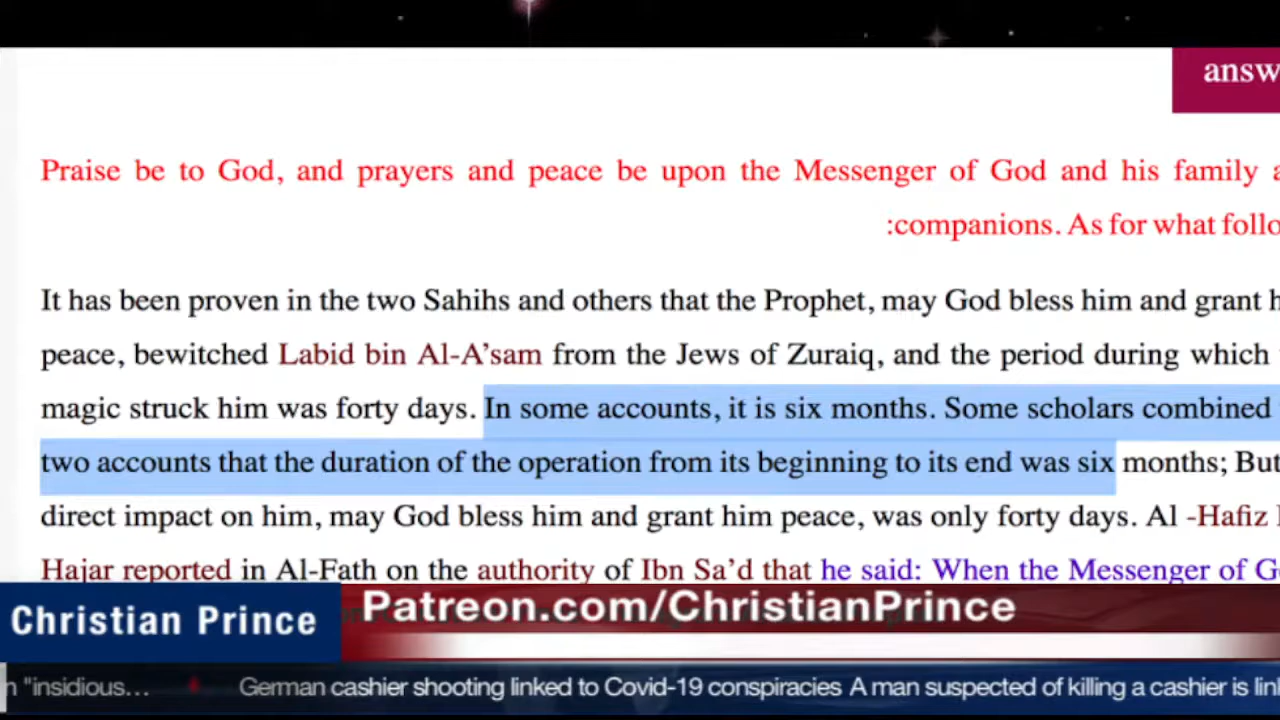 answ
Praise be to God, and prayers and peace be upon the Messenger of God and his family a
:companions. As for what follo
It has been proven in the two Sahihs and others that the Prophet, may God bless him and grant h
peace, bewitched Labid bin Al-A’sam from the Jews of Zuraiq, and the period during which
magic struck him was forty days. In some accounts, it is six months. Some scholars combined
two accounts that the duration of the operation from its beginning to its end was six months; But
direct impact on him, may God bless him and grant him peace, was only forty days. Al -Hafiz
Hajar reported in Al-Fath on the authority of Ibn Sa’d that he said: When the Messenger of G
Christian Prince
Patreon.com/ChristianPrince
n "insidious... German cashier shooting linked to Covid-19 conspiracies A man suspected of killing a cashier is lin